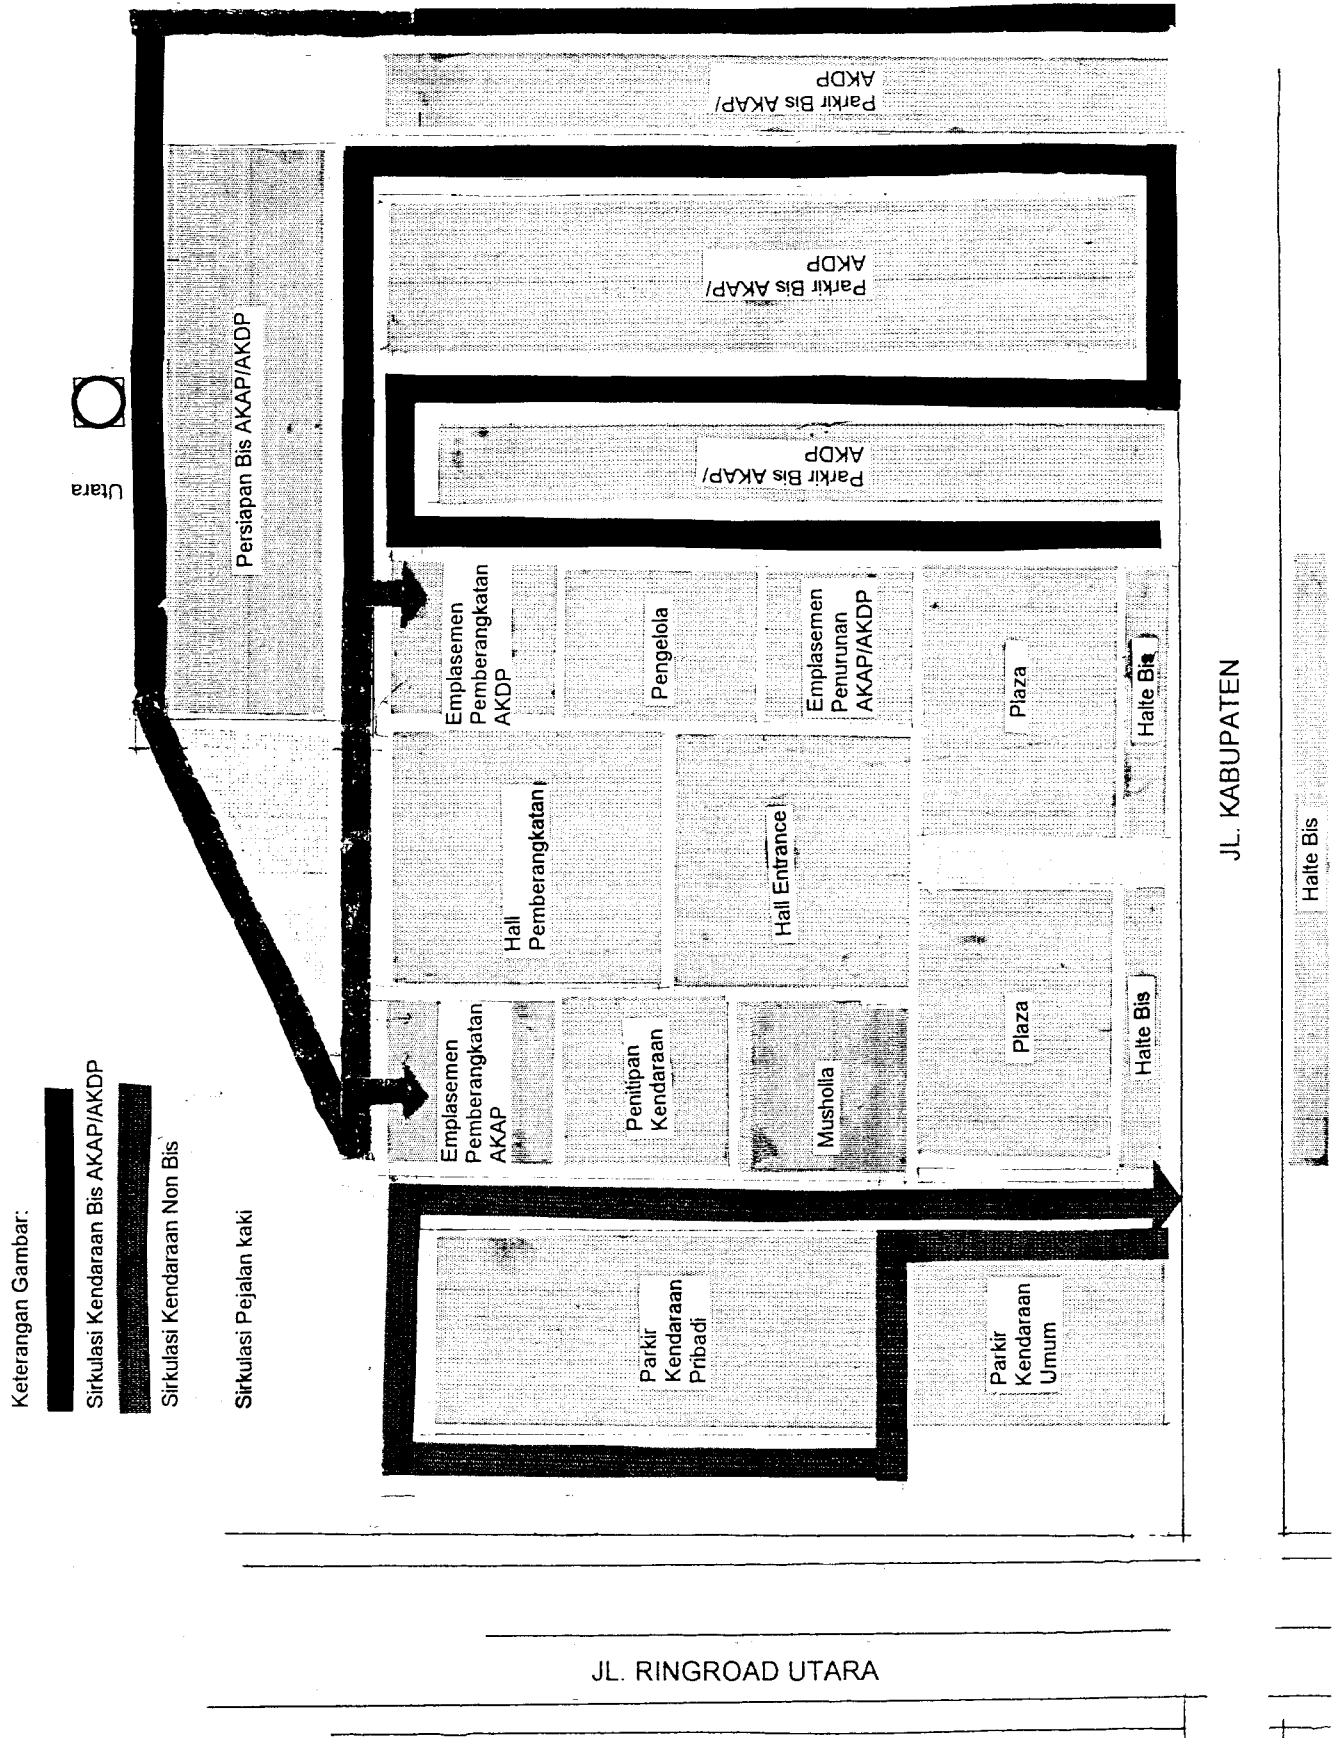 Keterangan Gambar:
Sirkulasi Kendaraan Bis AKAP/AKDP
Sirkulasi Kendaraan Non Bis
Sirkulasi Pejalan kaki
Utara
Persiapan Bis AKAP/AKDP
Parkir Bis AKAP/
AKDP
Parkir Bis AKAP/
AKDP
Parkir Bis AKAP/
AKDP
Emplasemen
Pemberangkatan
AKDP
Pengelola
Emplasemen
Penurunan
AKAP/AKDP
Plaza
Halte Bis
Hall
Pemberangkatan
Hall Entrance
Emplasemen
Pemberangkatan
AKAP
Penitipan
Kendaraan
Musholla
Plaza
Halte Bis
Parkir
Kendaraan
Pribadi
Parkir
Kendaraan
Umum
JL. KABUPATEN
Halte Bis
JL. RINGROAD UTARA